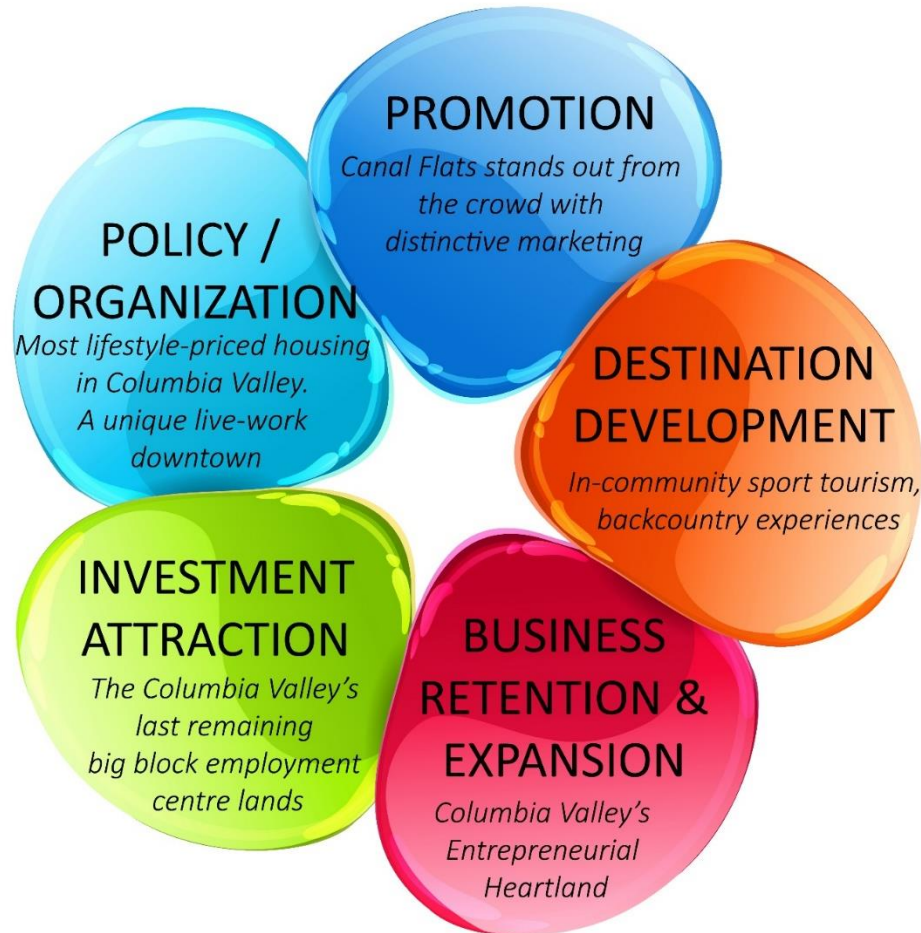 PROMOTION
Canal Flats stands out from
the crowd with
distinctive marketing
POLICY /
ORGANIZATION
Most lifestyle-priced housing
in Columbia Valley.
A unique live-work
downtown
DESTINATION
DEVELOPMENT
In-community sport tourism,
backcountry experiences
INVESTMENT
ATTRACTION
The Columbia Valley’s
last remaining
big block employment
centre lands
BUSINESS
RETENTION &
EXPANSION
Columbia Valley’s
Entrepreneurial
Heartland